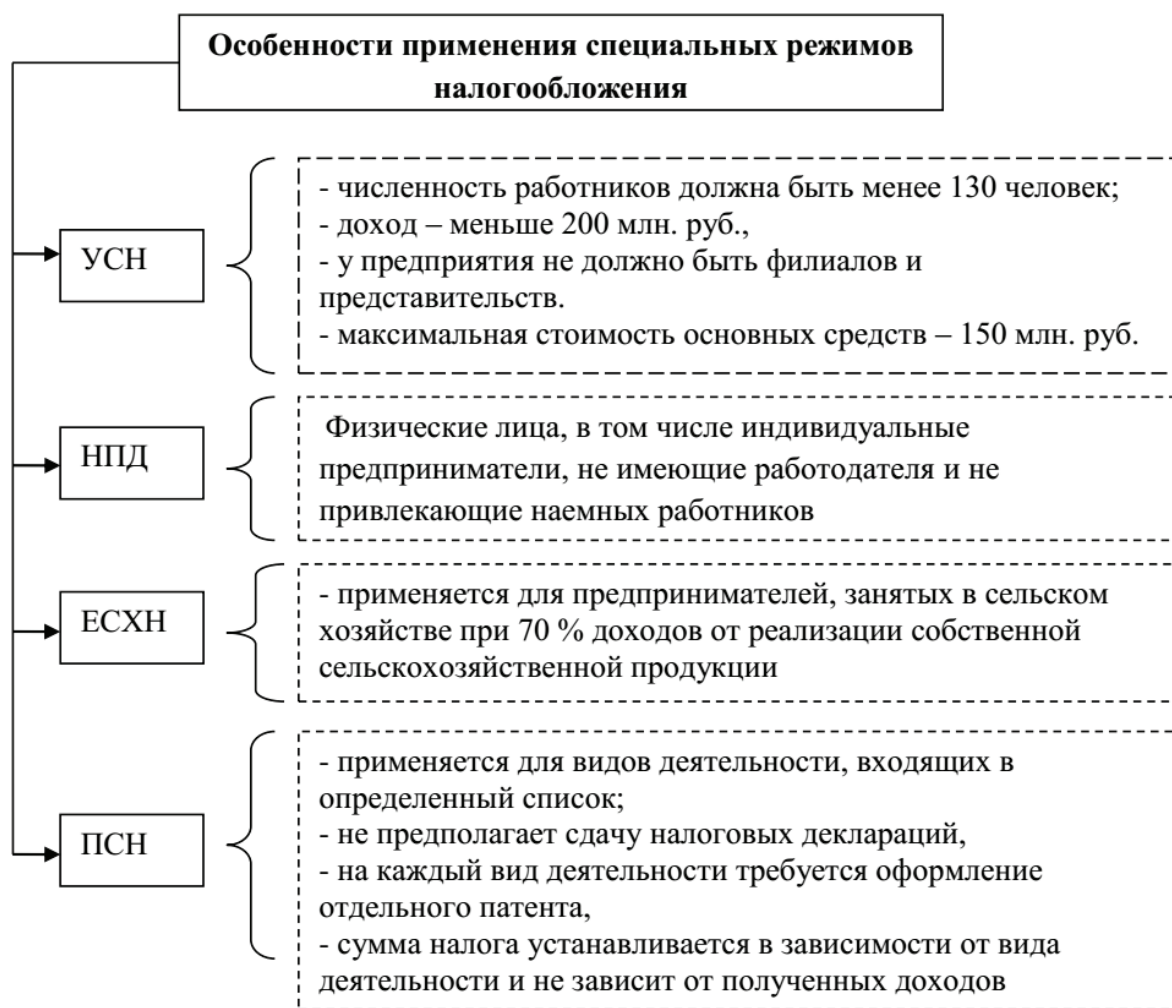 Особенности применения специальных режимов
налогообложения
УСН
- численность работников должна быть менее 130 человек;
- доход – меньше 200 млн. руб.,
- у предприятия не должно быть филиалов и
представительств.
- максимальная стоимость основных средств – 150 млн. руб.
НПД
Физические лица, в том числе индивидуальные
предприниматели, не имеющие работодателя и не
привлекающие наемных работников
ЕСХН
- применяется для предпринимателей, занятых в сельском
хозяйстве при 70 % доходов от реализации собственной
сельскохозяйственной продукции
ПСН
- применяется для видов деятельности, входящих в
определенный список;
- не предполагает сдачу налоговых деклараций,
- на каждый вид деятельности требуется оформление
отдельного патента,
- сумма налога устанавливается в зависимости от вида
деятельности и не зависит от полученных доходов